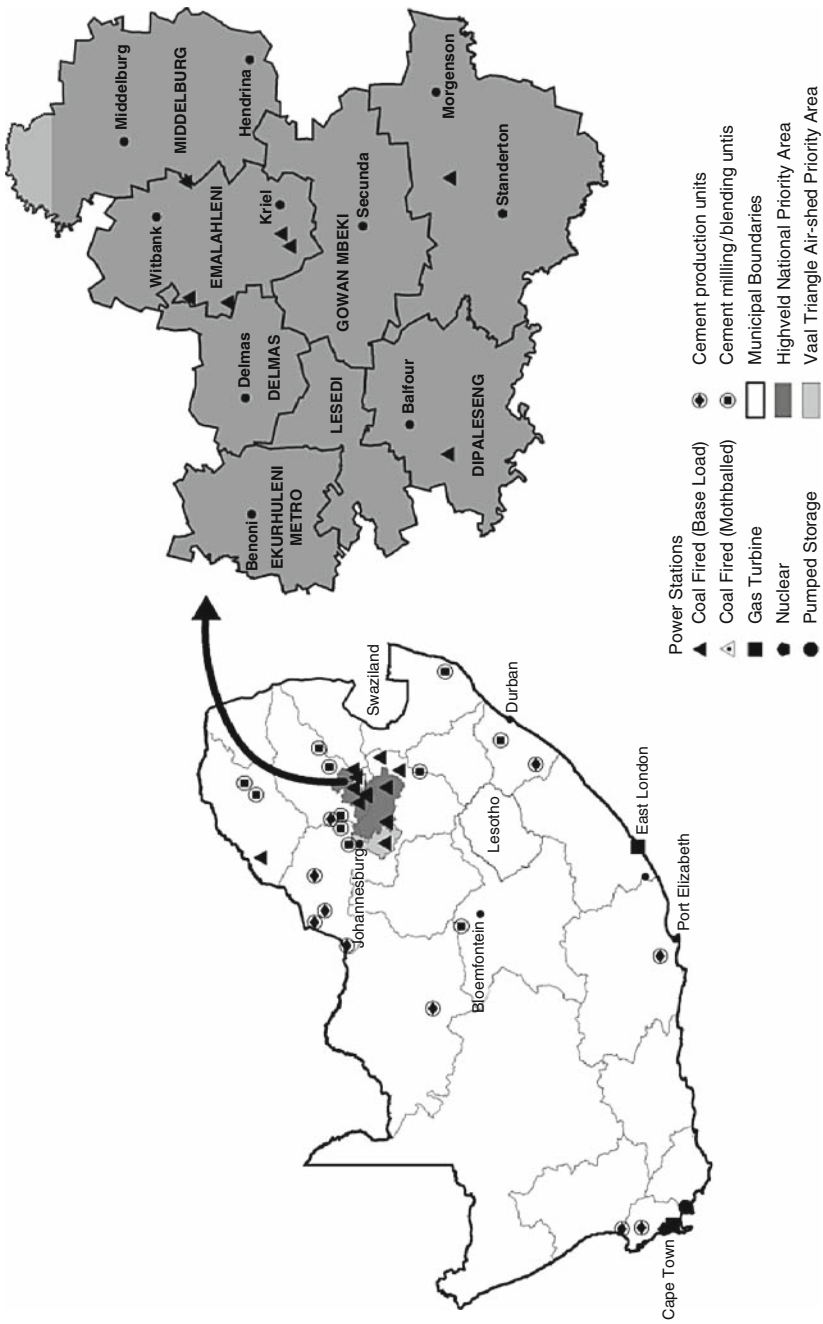 Cape Town
Port Elizabeth
East London
Durban
Lesotho
Swaziland
Bloemfontein
Johannesburg
Benoni
EKURHULENI
METRO
Delmas
DELMAS
LESEDI
Balfour
DIPALESENG
Witbank
EMALAHLENI
Kriel
Middelburg
MIDDELBURG
Hendrina
GOWAN MBEKI
Secunda
Morgenson
Standerton
Power Stations
Coal Fired (Base Load)
Coal Fired (Mothballed)
Gas Turbine
Nuclear
Pumped Storage
Cement production units
Cement millling/blending untis
Municipal Boundaries
Highveld National Priority Area
Vaal Triangle Air-shed Priority Area